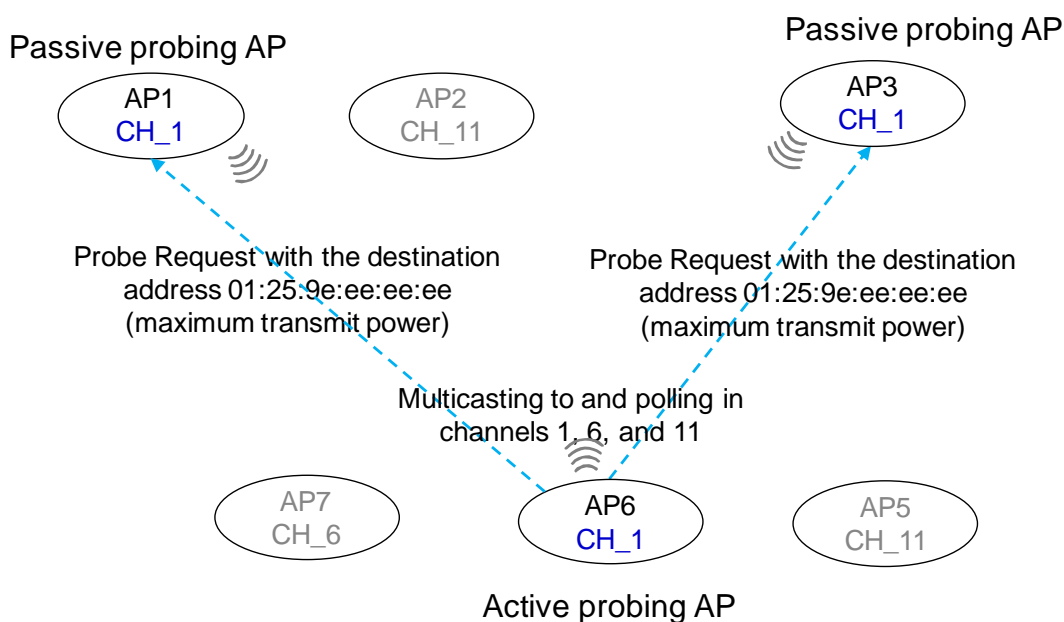 Passive probing AP
Passive probing AP
AP1
CH_1
AP2
CH_11
AP3
CH_1
Probe Request with the destination
address 01:25:9e:ee:ee:ee
(maximum transmit power)
Probe Request with the destination
address 01:25:9e:ee:ee:ee
(maximum transmit power)
Multicasting to and polling in
channels 1, 6, and 11
AP7
CH_6
AP6
CH_1
AP5
CH_11
Active probing AP